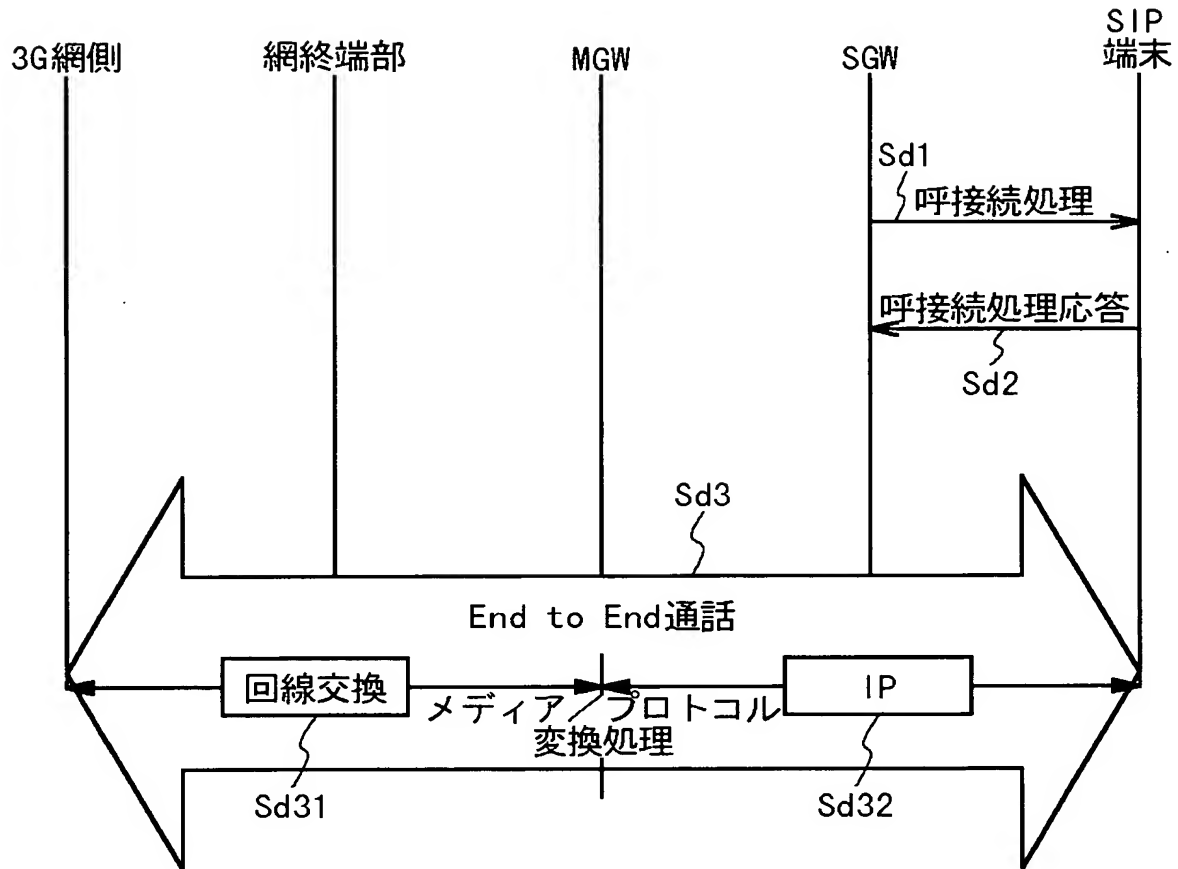 3G網側
網終端部
MGW
SGW
SIP
端末
Sd1
呼接続処理
呼接続処理応答
Sd2
Sd3
End to End通話
回線交換
IP
メディア/プロトコル
変換処理
Sd31
Sd32